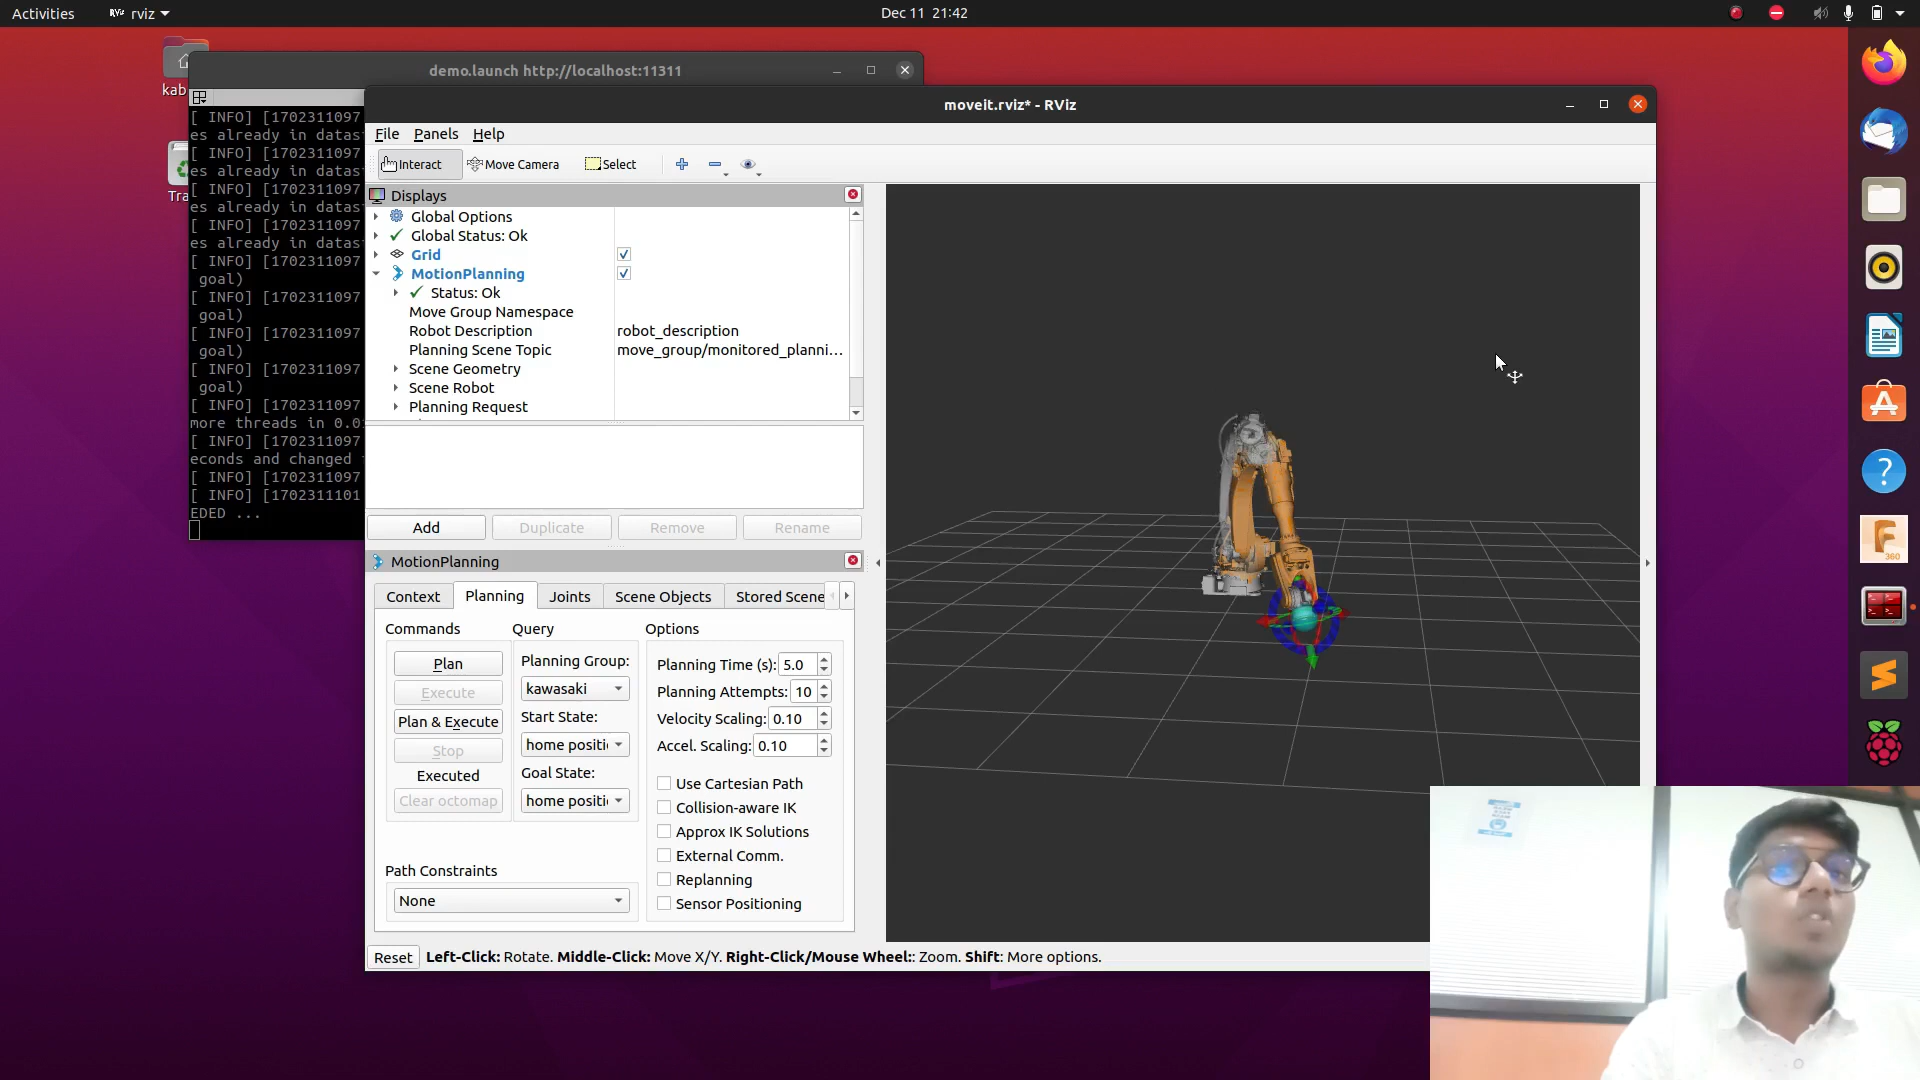 Activities
rviz
Dec 11 21:42
demo.launch http://localhost:11311
moveit.rviz* - RViz
[ INFO] [1702311097
es already in datas
[ INFO] [1702311097
es already in datas
[ INFO] [1702311097
es already in datas
[ INFO] [1702311097
es already in datas
[ INFO] [1702311097
goal)
[ INFO] [1702311097
goal)
[ INFO] [1702311097
goal)
[ INFO] [1702311097
goal)
[ INFO] [1702311097
more threads in 0.0
[ INFO] [1702311097
econds and changed
[ INFO] [1702311097
[ INFO] [1702311101
EDED ...
File Panels Help
Interact Move Camera Select
Displays
Global Options
Global Status: Ok
Grid
MotionPlanning
Status: Ok
Move Group Namespace
Robot Description robot_description
Planning Scene Topic move_group/monitored_planni...
Scene Geometry
Scene Robot
Planning Request
Add Duplicate Remove Rename
MotionPlanning
Context Planning Joints Scene Objects Stored Scene
Commands Query Options
Plan
Execute
Plan & Execute
Stop
Executed
Clear octomap
Planning Group:
kawasaki
Start State:
home positi
Goal State:
home positi
Planning Time (s): 5.0
Planning Attempts: 10
Velocity Scaling: 0.10
Accel. Scaling: 0.10
Use Cartesian Path
Collision-aware IK
Approx IK Solutions
External Comm.
Replanning
Sensor Positioning
Path Constraints
None
Reset Left-Click: Rotate. Middle-Click: Move X/Y. Right-Click/Mouse Wheel:: Zoom. Shift: More options.
kab
Tra
360